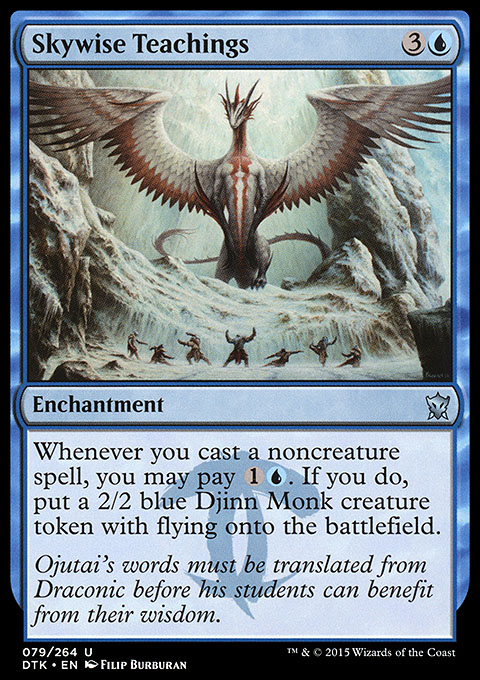 Skywise Teachings 3
Enchantment
Whenever you cast a noncreature
spell, you may pay 1 . If you do,
put a 2/2 blue Djinn Monk creature
token with flying onto the battlefield.
Ojutai's words must be translated from
Draconic before his students can benefit
from their wisdom.
079/264 U
DTK • EN Filip Burburan
™ & © 2015 Wizards of the Coast